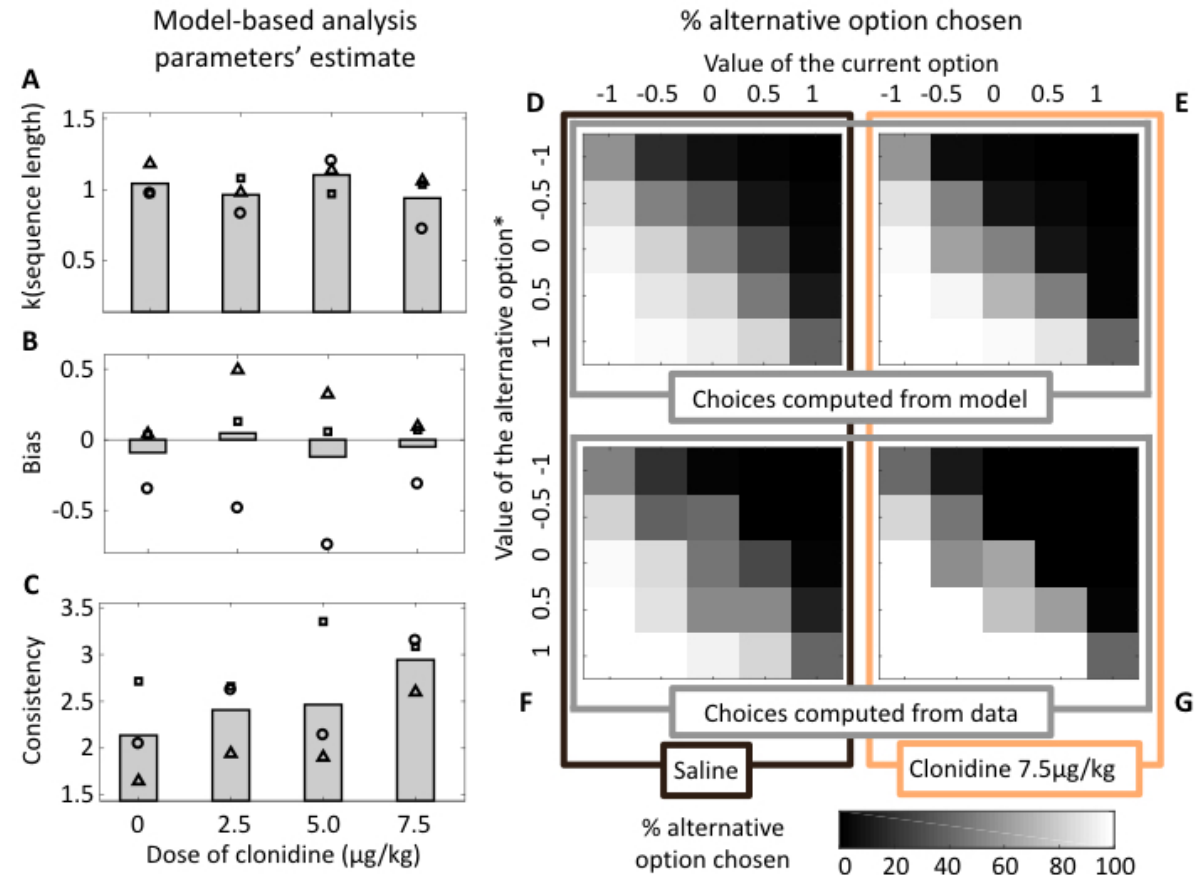 Model-based analysis
parameters’ estimate
A
k(sequence length)
1.5
1
0.5
B
Bias
0.5
0
-0.5
C
Consistency
3.5
3
2.5
2
1.5
0 2.5 5.0 7.5
Dose of clonidine (μg/kg)
% alternative option chosen
Value of the current option
D
-1 -0.5 0 0.5 1
-1 -0.5 0 0.5 1
E
Value of the alternative option*
-1
-0.5
0
0.5
1
Choices computed from model
-1
-0.5
0
0.5
1
F
Choices computed from data
G
Saline
Clonidine 7.5μg/kg
% alternative
option chosen
0 20 40 60 80 100